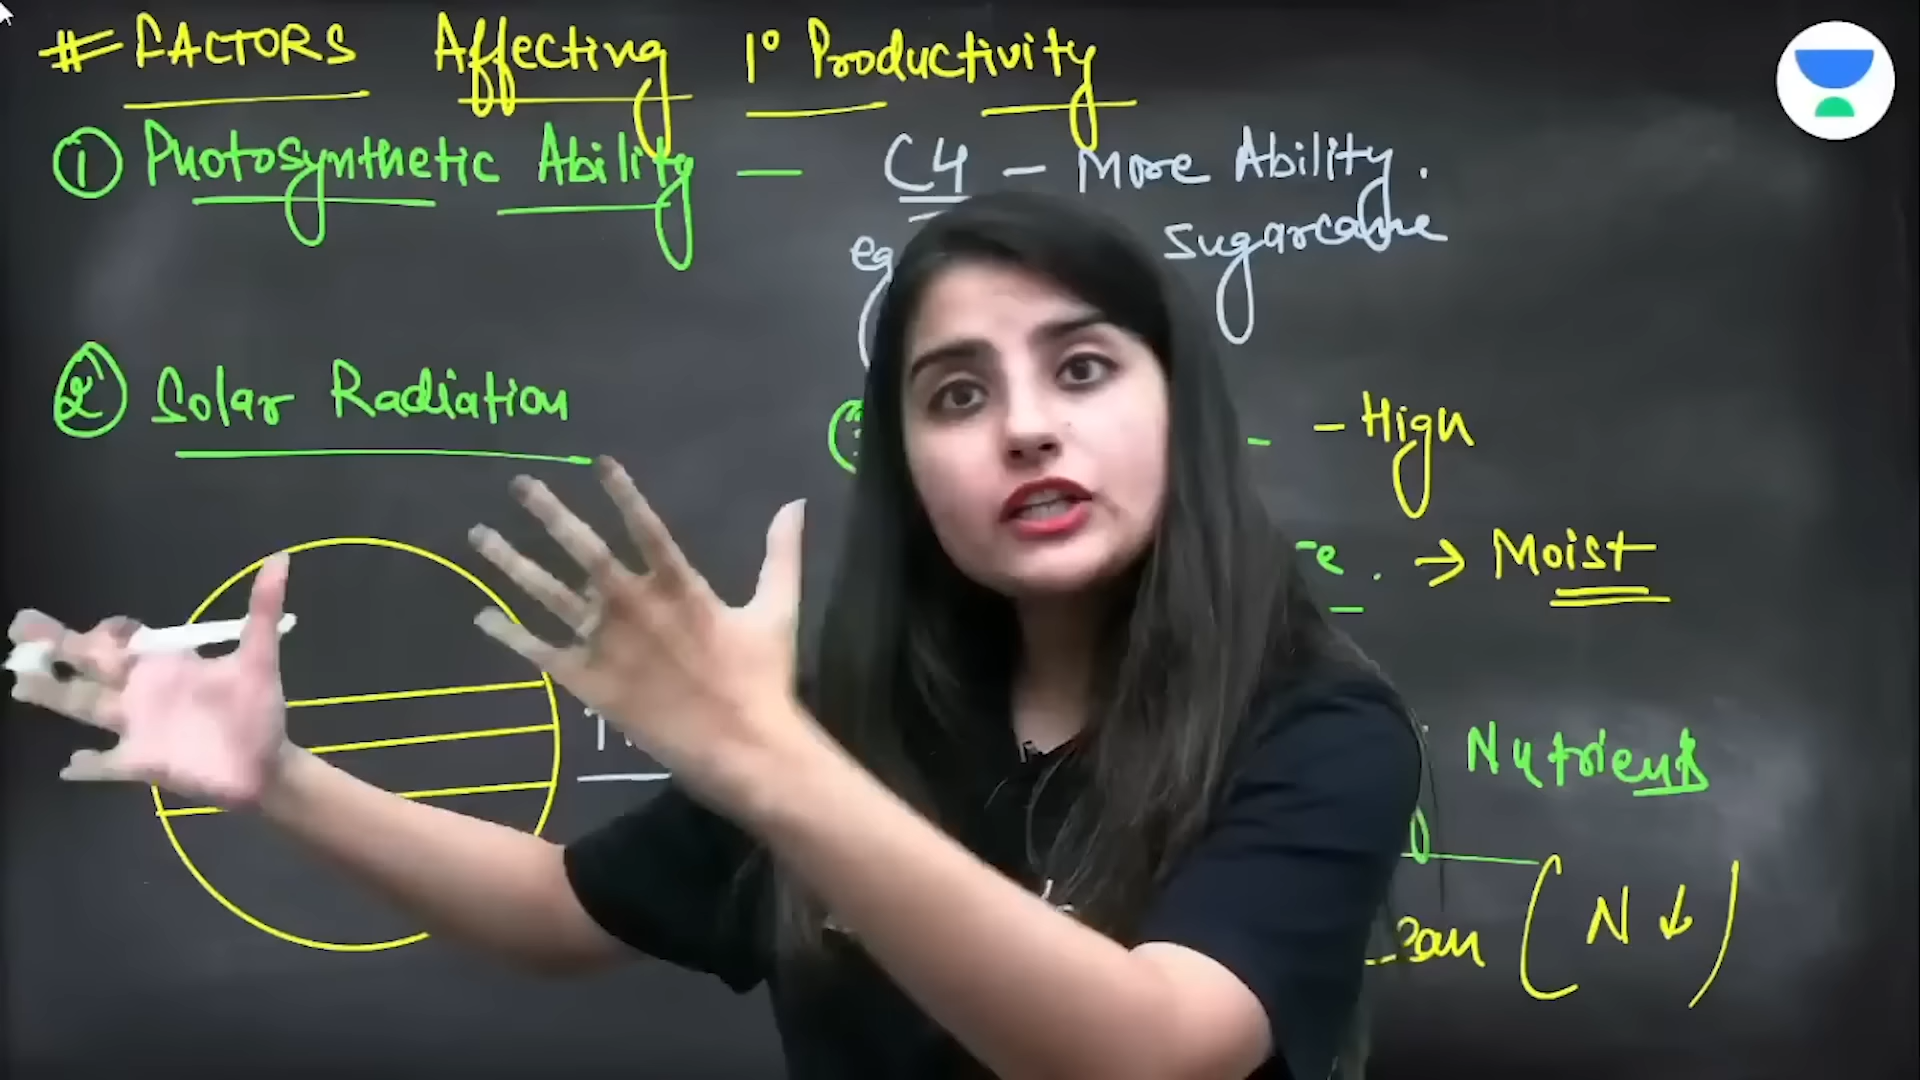 # FACTORS Affecting 1° Productivity
① Photosynthetic Ability — C4 - More Ability.
eg sugarcane
② Solar Radiation
- - High
. → Moist
Nutrients
(N ↓)